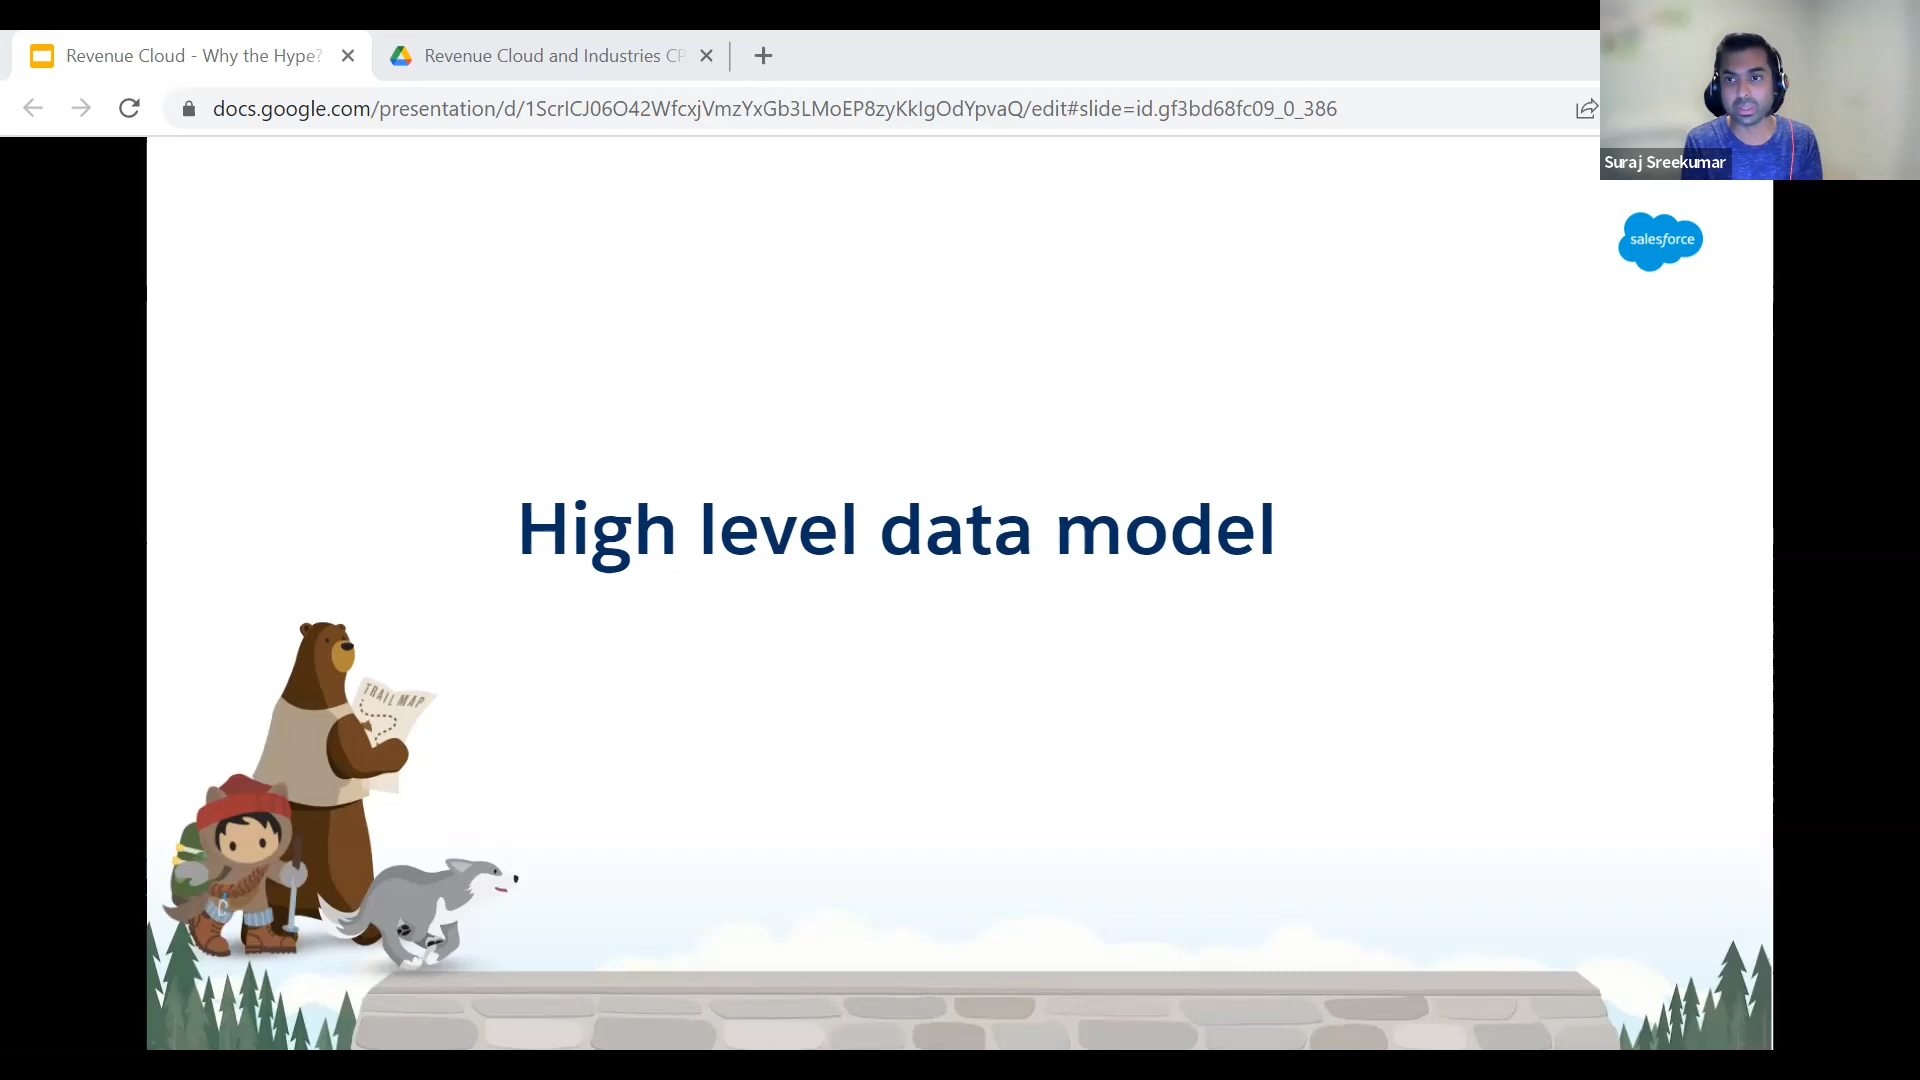 Revenue Cloud - Why the Hype?
Revenue Cloud and Industries CP
docs.google.com/presentation/d/1ScrICJ06O42WfcxjVmzYxGb3LMoEP8zyKkIgOdYpvaQ/edit#slide=id.gf3bd68fc09_0_386
Suraj Sreekumar
salesforce
High level data model
TRAIL MAP